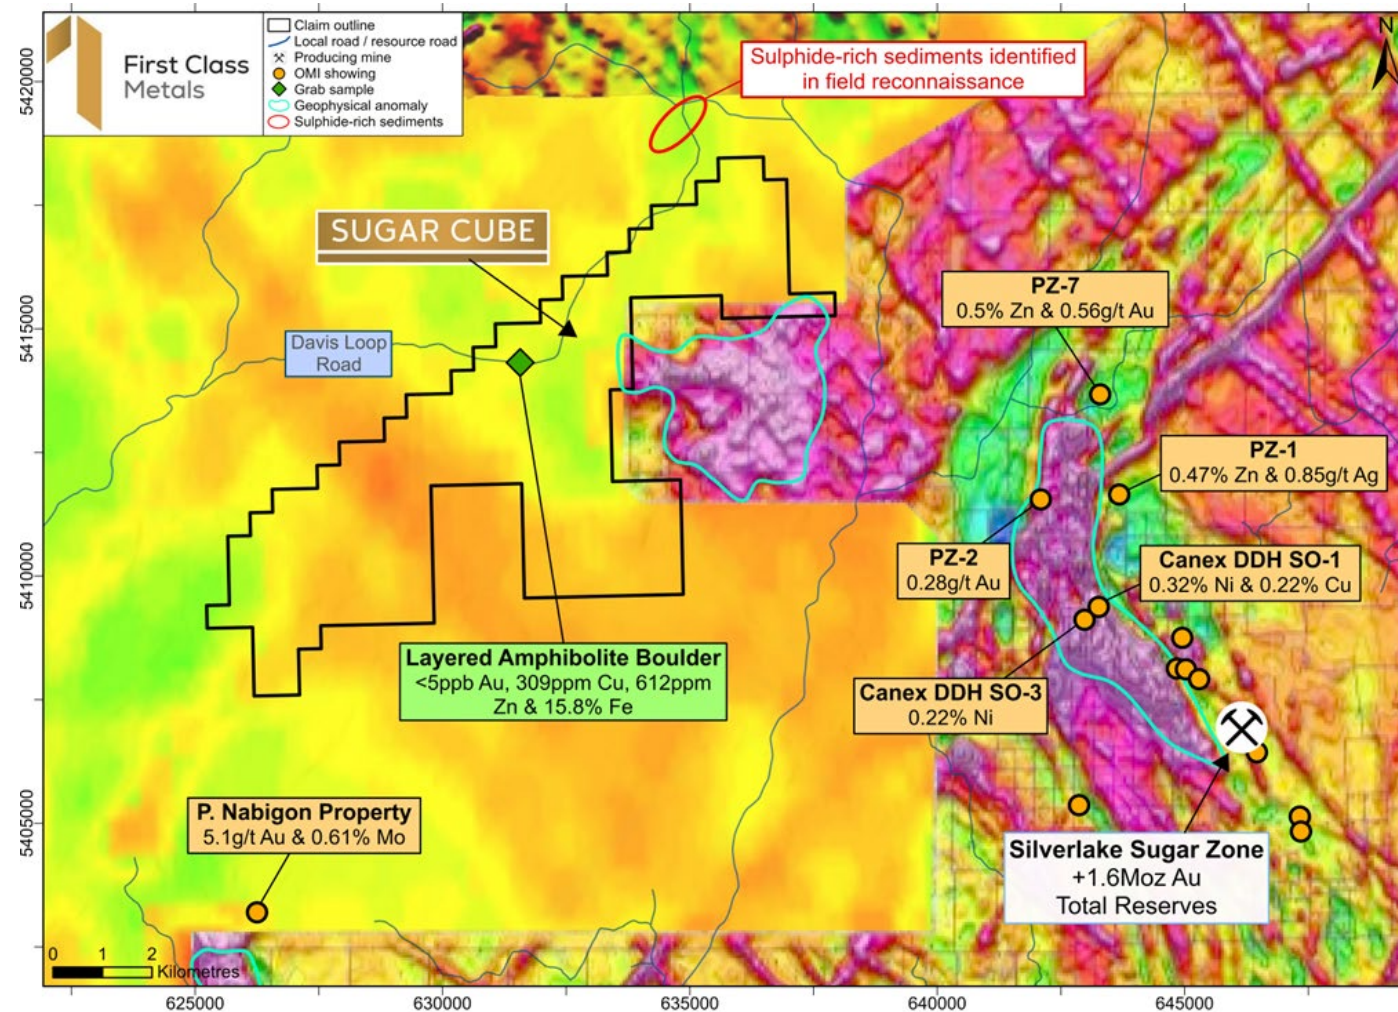 First Class
Metals
Claim outline
Local road / resource road
Producing mine
OMI showing
Grab sample
Geophysical anomaly
Sulphide-rich sediments
Sulphide-rich sediments identified
in field reconnaissance
N
SUGAR CUBE
Davis Loop
Road
PZ-7
0.5% Zn & 0.56g/t Au
PZ-1
0.47% Zn & 0.85g/t Ag
PZ-2
0.28g/t Au
Canex DDH SO-1
0.32% Ni & 0.22% Cu
Canex DDH SO-3
0.22% Ni
Layered Amphibolite Boulder
<5ppb Au, 309ppm Cu, 612ppm
Zn & 15.8% Fe
P. Nabigon Property
5.1g/t Au & 0.61% Mo
Silverlake Sugar Zone
+1.6Moz Au
Total Reserves
0 1 2
Kilometres
5420000
5415000
5410000
5405000
625000 630000 635000 640000 645000